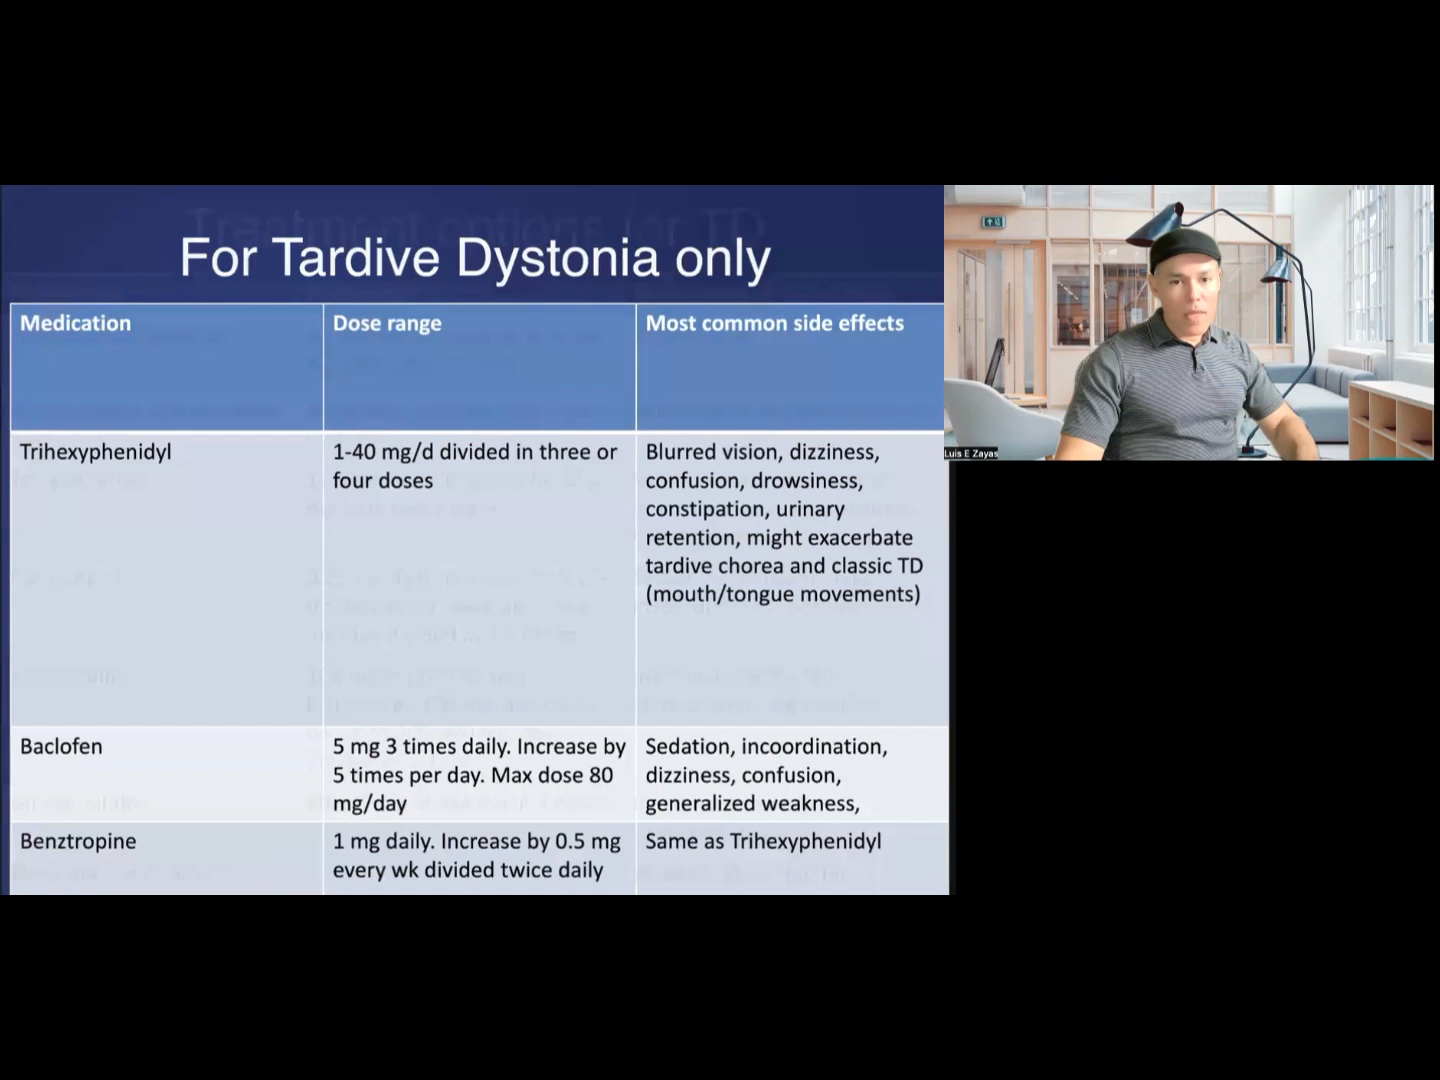 For Tardive Dystonia only
Medication
Dose range
Most common side effects
Trihexyphenidyl
1-40 mg/d divided in three or
four doses
Blurred vision, dizziness,
confusion, drowsiness,
constipation, urinary
retention, might exacerbate
tardive chorea and classic TD
(mouth/tongue movements)
Baclofen
5 mg 3 times daily. Increase by
5 times per day. Max dose 80
mg/day
Sedation, incoordination,
dizziness, confusion,
generalized weakness,
Benztropine
1 mg daily. Increase by 0.5 mg
every wk divided twice daily
Same as Trihexyphenidyl
Luis E Zayas
Treatment options for TD